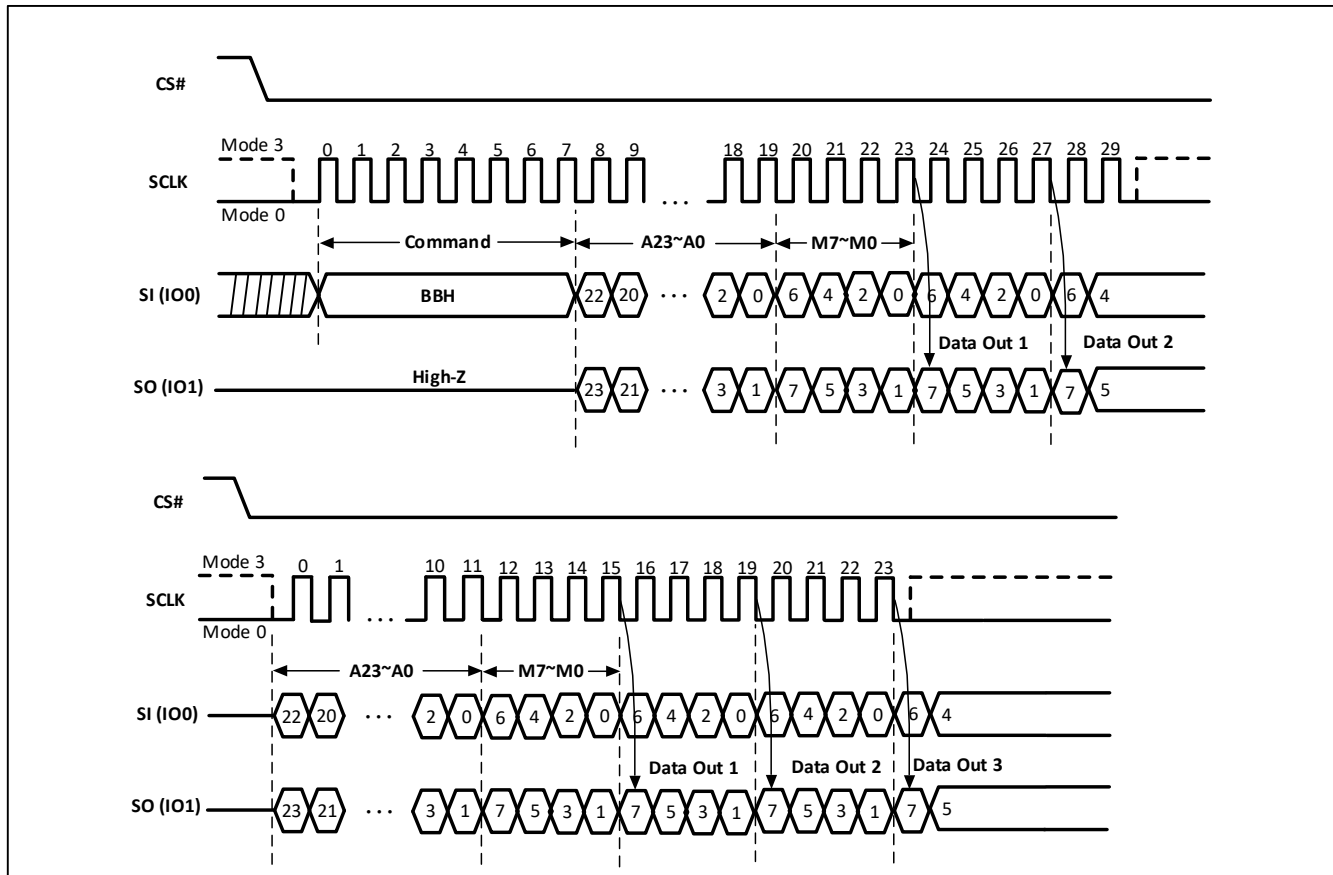 CS#
Mode 3
0 1 2 3 4 5 6 7 8 9 18 19 20 21 22 23 24 25 26 27 28 29
SCLK
...
Mode 0
Command A23~A0 M7~M0
SI (IO0) BBH 22 20 ... 2 0 6 4 2 0 6 4 2 0 6 4
Data Out 1 Data Out 2
SO (IO1) High-Z 23 21 ... 3 1 7 5 3 1 7 5 3 1 7 5
CS#
Mode 3
0 1 10 11 12 13 14 15 16 17 18 19 20 21 22 23
SCLK
...
Mode 0
A23~A0 M7~M0
SI (IO0) 22 20 ... 2 0 6 4 2 0 6 4 2 0 6 4 2 0 6 4
Data Out 1 Data Out 2 Data Out 3
SO (IO1) 23 21 ... 3 1 7 5 3 1 7 5 3 1 7 5 3 1 7 5